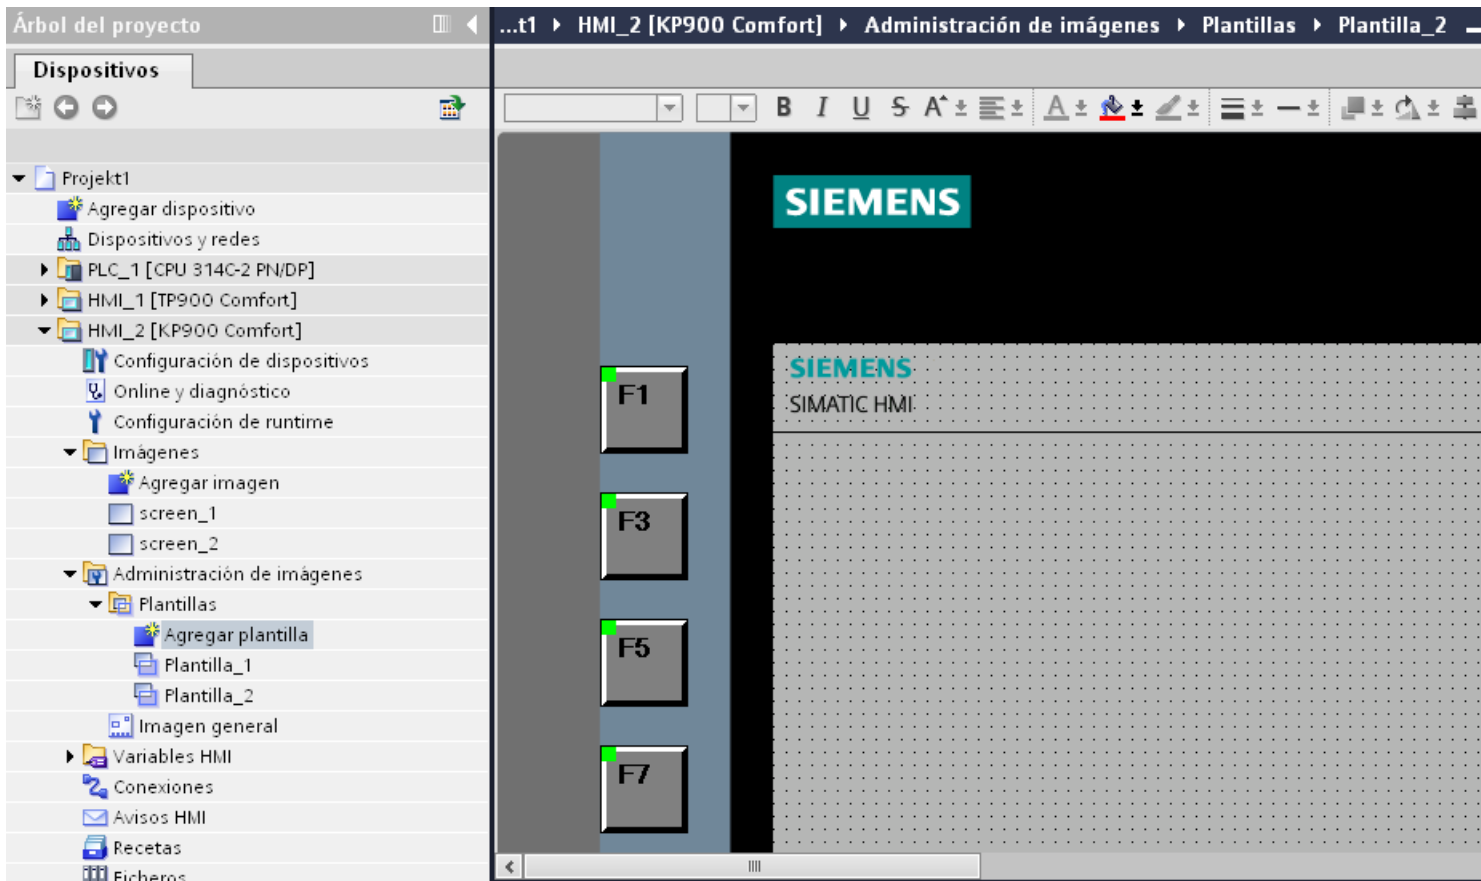 Árbol del proyecto
...t1 ▸ HMI_2 [KP900 Comfort] ▸ Administración de imágenes ▸ Plantillas ▸ Plantilla_2
Dispositivos
B I U S A A
Projekt1
Agregar dispositivo
Dispositivos y redes
PLC_1 [CPU 314C-2 PN/DP]
HMI_1 [TP900 Comfort]
HMI_2 [KP900 Comfort]
Configuración de dispositivos
Online y diagnóstico
Configuración de runtime
Imágenes
Agregar imagen
screen_1
screen_2
Administración de imágenes
Plantillas
Agregar plantilla
Plantilla_1
Plantilla_2
Imagen general
Variables HMI
Conexiones
Avisos HMI
Recetas
Ficheros
SIEMENS
SIEMENS
SIMATIC HMI
F1
F3
F5
F7